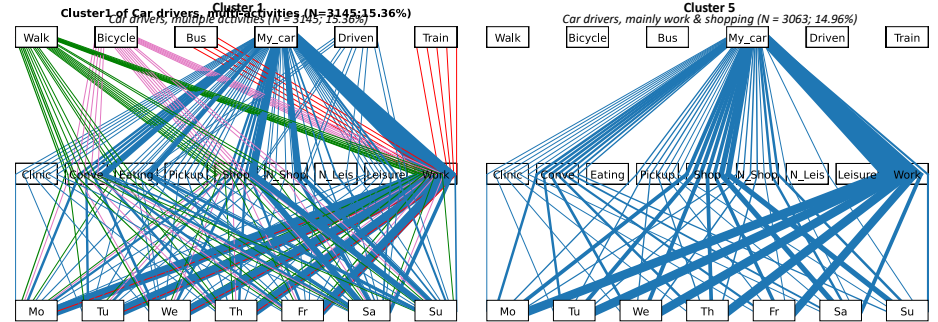 Cluster 1
Cluster1 of Car drivers, multi-activities (N=3145;15.36%)
Car drivers, multiple activities (N = 3145; 15.36%)
Walk Bicycle Bus My_car Driven Train
Clinic Conve Eating Pickup Shop N_Shop N_Leis Leisure Work
Mo Tu We Th Fr Sa Su
Cluster 5
Car drivers, mainly work & shopping (N = 3063; 14.96%)
Walk Bicycle Bus My_car Driven Train
Clinic Conve Eating Pickup Shop N_Shop N_Leis Leisure Work
Mo Tu We Th Fr Sa Su